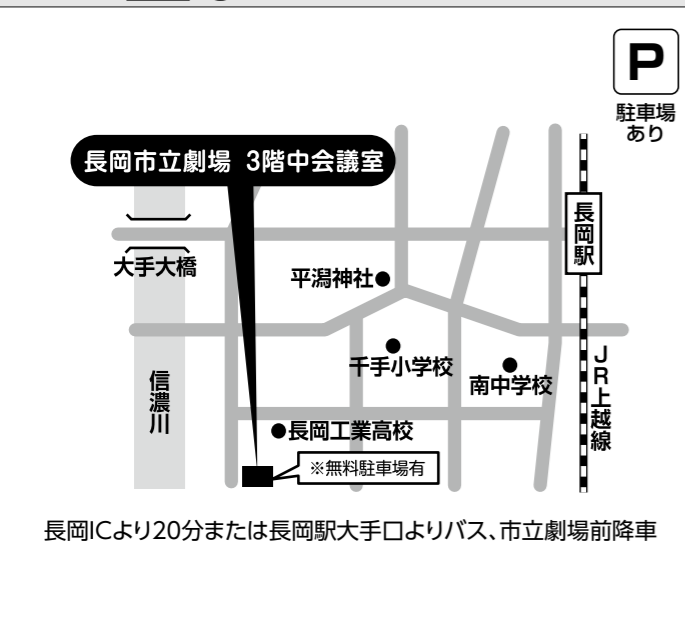 P
駐車場
あり
長岡市立劇場 3階中会議室
長岡駅
大手大橋
平潟神社●
千手小学校
南中学校
JR上越線
信濃川
●長岡工業高校
※無料駐車場有
長岡ICより20分または長岡駅大手口よりバス、市立劇場前降車